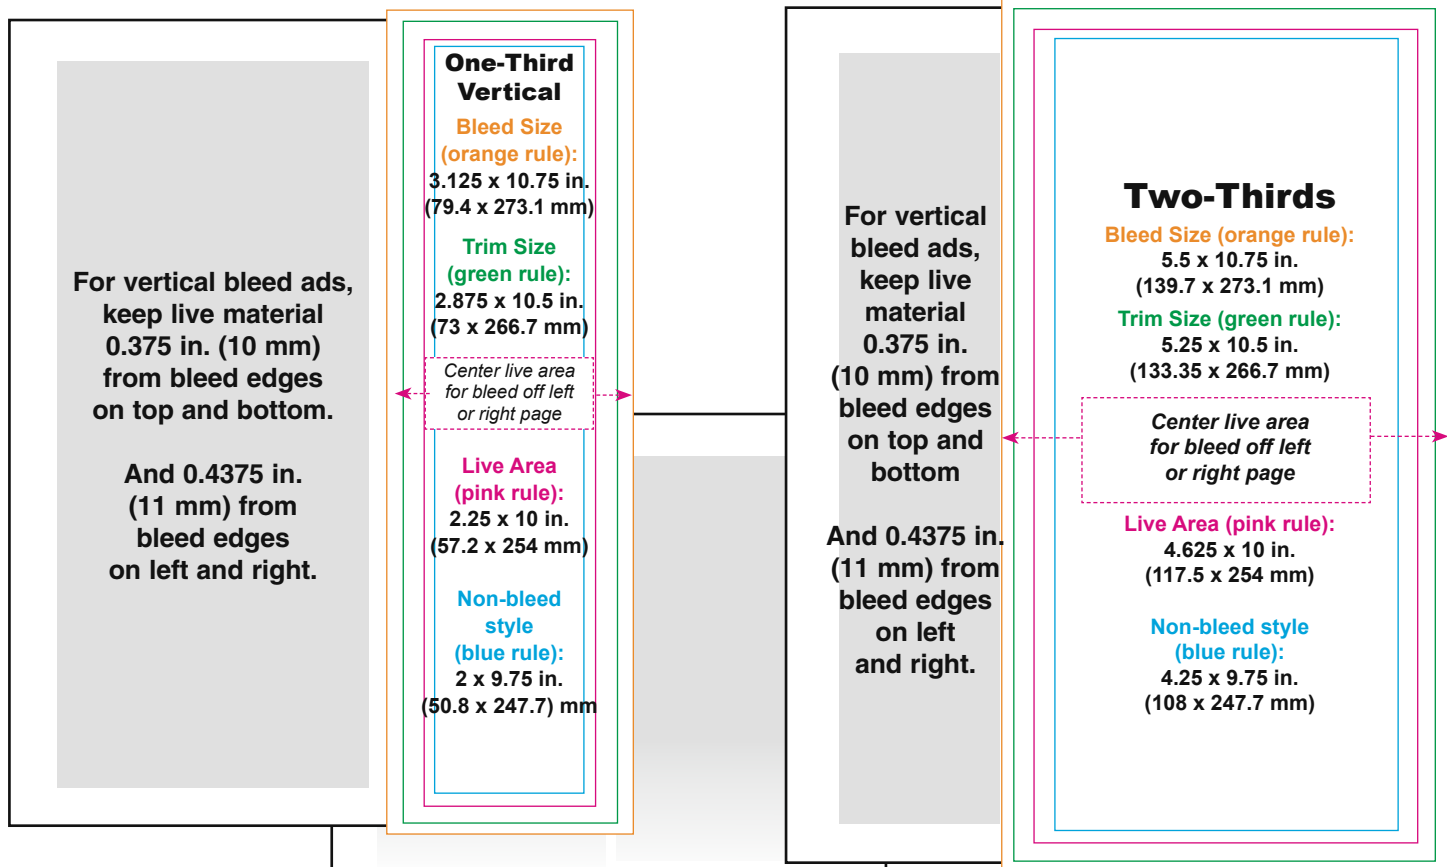 For vertical bleed ads,
keep live material
0.375 in. (10 mm)
from bleed edges
on top and bottom.
And 0.4375 in.
(11 mm) from
bleed edges
on left and right.
One-Third
Vertical
Bleed Size
(orange rule):
3.125 x 10.75 in.
(79.4 x 273.1 mm)
Trim Size
(green rule):
2.875 x 10.5 in.
(73 x 266.7 mm)
Center live area
for bleed off left
or right page
Live Area
(pink rule):
2.25 x 10 in.
(57.2 x 254 mm)
Non-bleed
style
(blue rule):
2 x 9.75 in.
(50.8 x 247.7) mm
For vertical
bleed ads,
keep live
material
0.375 in.
(10 mm) from
bleed edges
on top and
bottom
And 0.4375 in.
(11 mm) from
bleed edges
on left
and right.
Two-Thirds
Bleed Size (orange rule):
5.5 x 10.75 in.
(139.7 x 273.1 mm)
Trim Size (green rule):
5.25 x 10.5 in.
(133.35 x 266.7 mm)
Center live area
for bleed off left
or right page
Live Area (pink rule):
4.625 x 10 in.
(117.5 x 254 mm)
Non-bleed style
(blue rule):
4.25 x 9.75 in.
(108 x 247.7 mm)